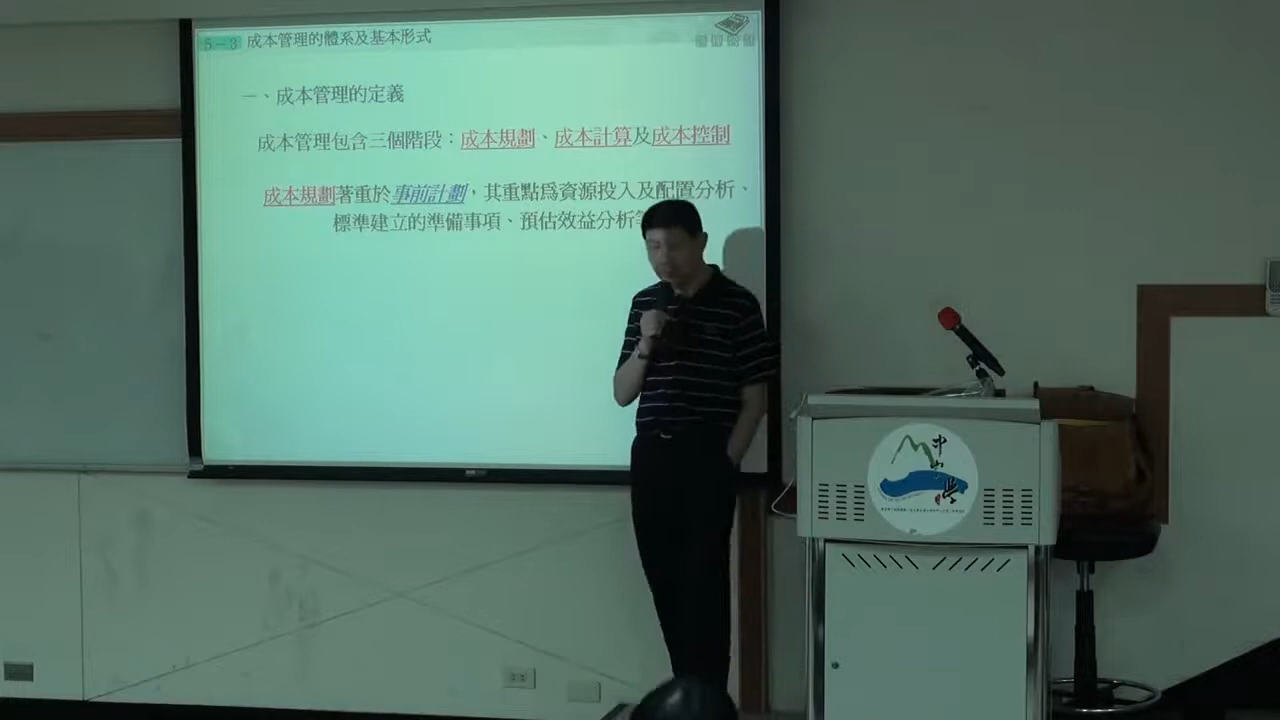 5-3 成本管理的體系及基本形式
一、成本管理的定義
成本管理包含三個階段：成本規劃、成本計算及成本控制
成本規劃著重於事前計劃，其重點為資源投入及配置分析、
標準建立的準備事項、預估效益分析
中山學